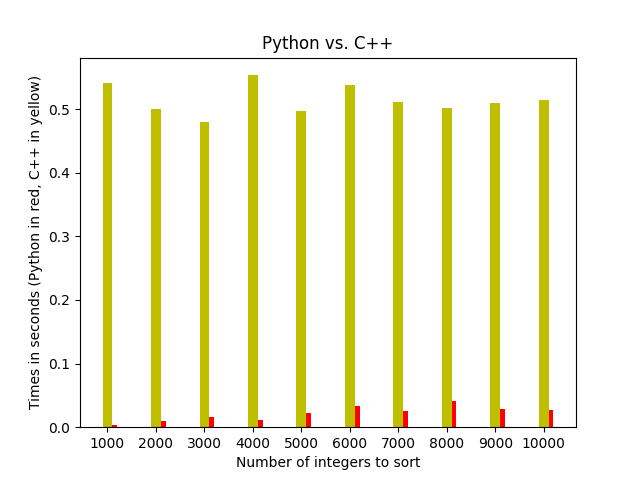 Python vs. C++
Times in seconds (Python in red, C++ in yellow)
0.5
0.4
0.3
0.2
0.1
0.0
1000 2000 3000 4000 5000 6000 7000 8000 9000 10000
Number of integers to sort